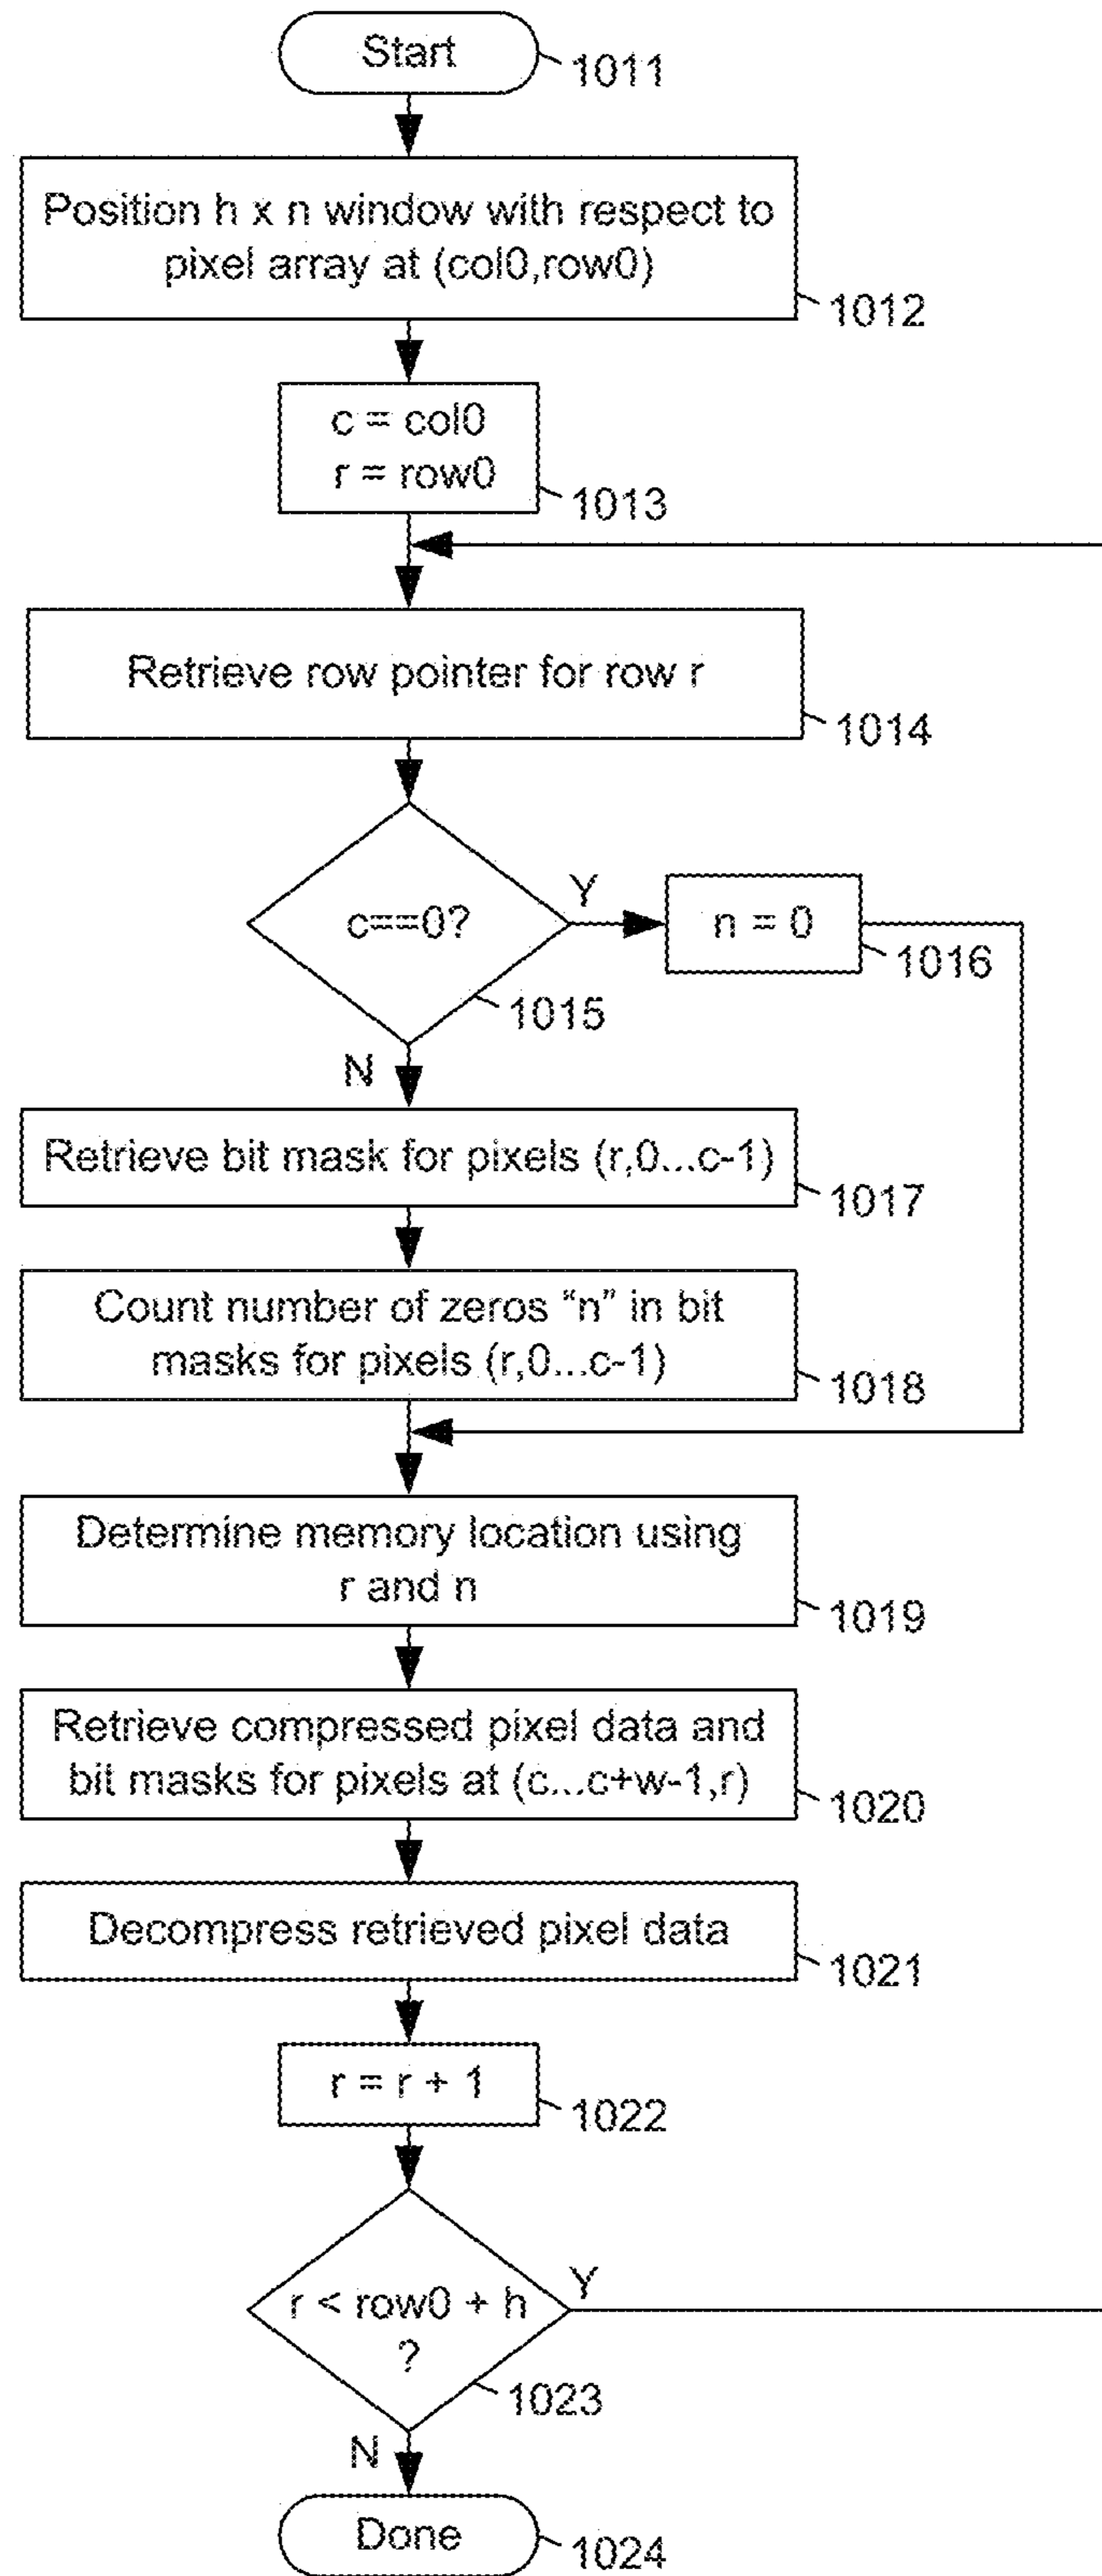 Start
1011
Position h x n window with respect to
pixel array at (col0,row0)
1012
c = col0
r = row0
1013
Retrieve row pointer for row r
1014
c==0?
1015
Y
n = 0
1016
N
Retrieve bit mask for pixels (r,0...c-1)
1017
Count number of zeros “n” in bit
masks for pixels (r,0...c-1)
1018
Determine memory location using
r and n
1019
Retrieve compressed pixel data and
bit masks for pixels at (c...c+w-1,r)
1020
Decompress retrieved pixel data
1021
r = r + 1
1022
r < row0 + h
?
1023
Y
N
Done
1024